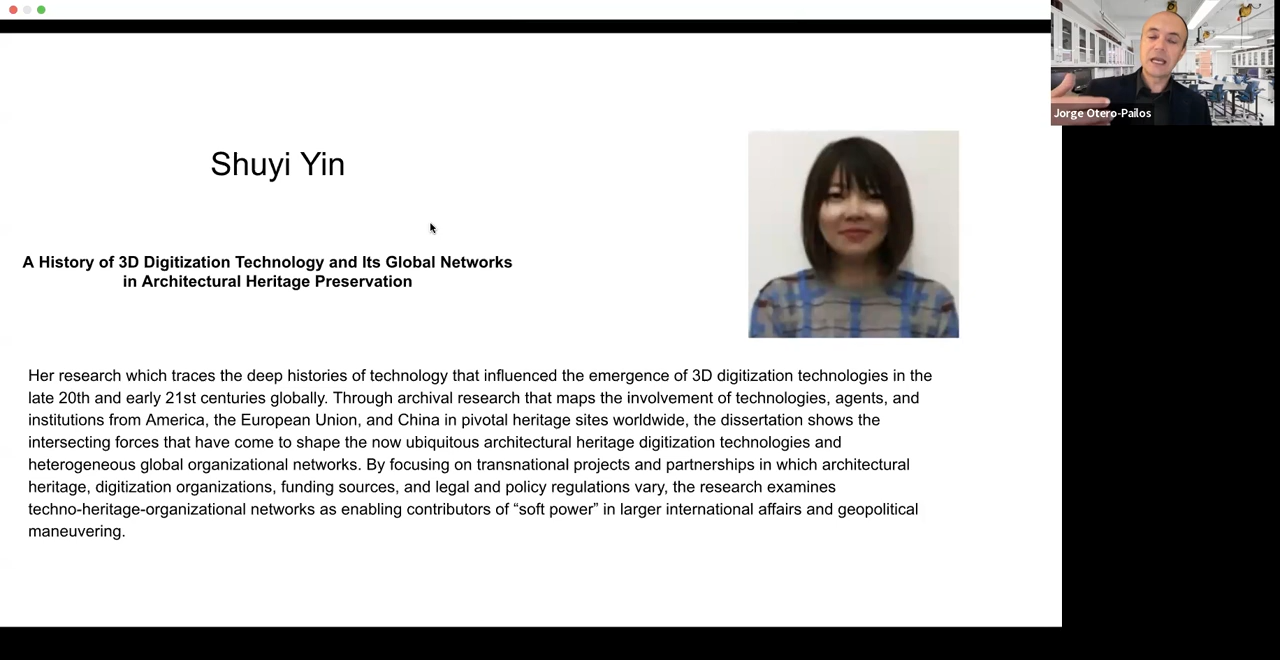 Shuyi Yin
A History of 3D Digitization Technology and Its Global Networks
in Architectural Heritage Preservation
Her research which traces the deep histories of technology that influenced the emergence of 3D digitization technologies in the
late 20th and early 21st centuries globally. Through archival research that maps the involvement of technologies, agents, and
institutions from America, the European Union, and China in pivotal heritage sites worldwide, the dissertation shows the
intersecting forces that have come to shape the now ubiquitous architectural heritage digitization technologies and
heterogeneous global organizational networks. By focusing on transnational projects and partnerships in which architectural
heritage, digitization organizations, funding sources, and legal and policy regulations vary, the research examines
techno-heritage-organizational networks as enabling contributors of “soft power” in larger international affairs and geopolitical
maneuvering.
Jorge Otero-Pailos